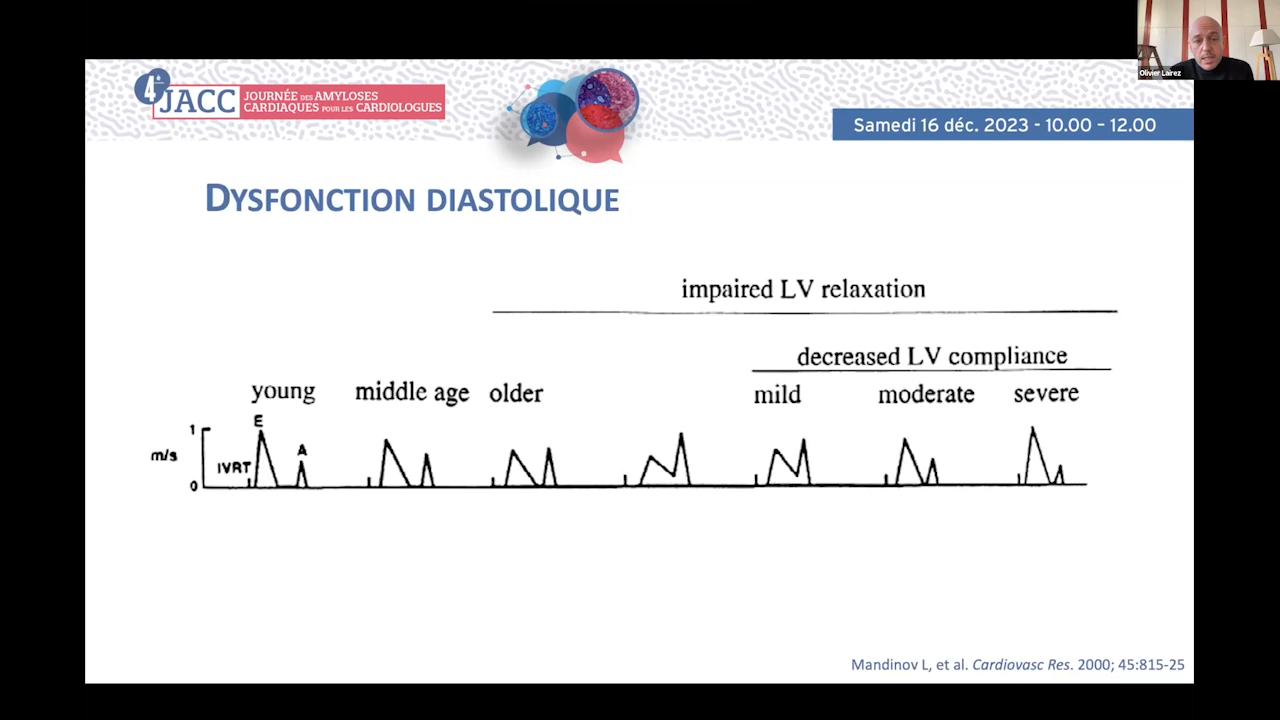 Olivier Lairez
4è JACC JOURNÉE DES AMYLOSES
CARDIAQUES POUR LES CARDIOLOGUES
Samedi 16 déc. 2023 - 10.00 – 12.00
DYSFONCTION DIASTOLIQUE
impaired LV relaxation
decreased LV compliance
young middle age older mild moderate severe
E
A
1
m/s
IVRT
0
Mandinov L, et al. Cardiovasc Res. 2000; 45:815-25